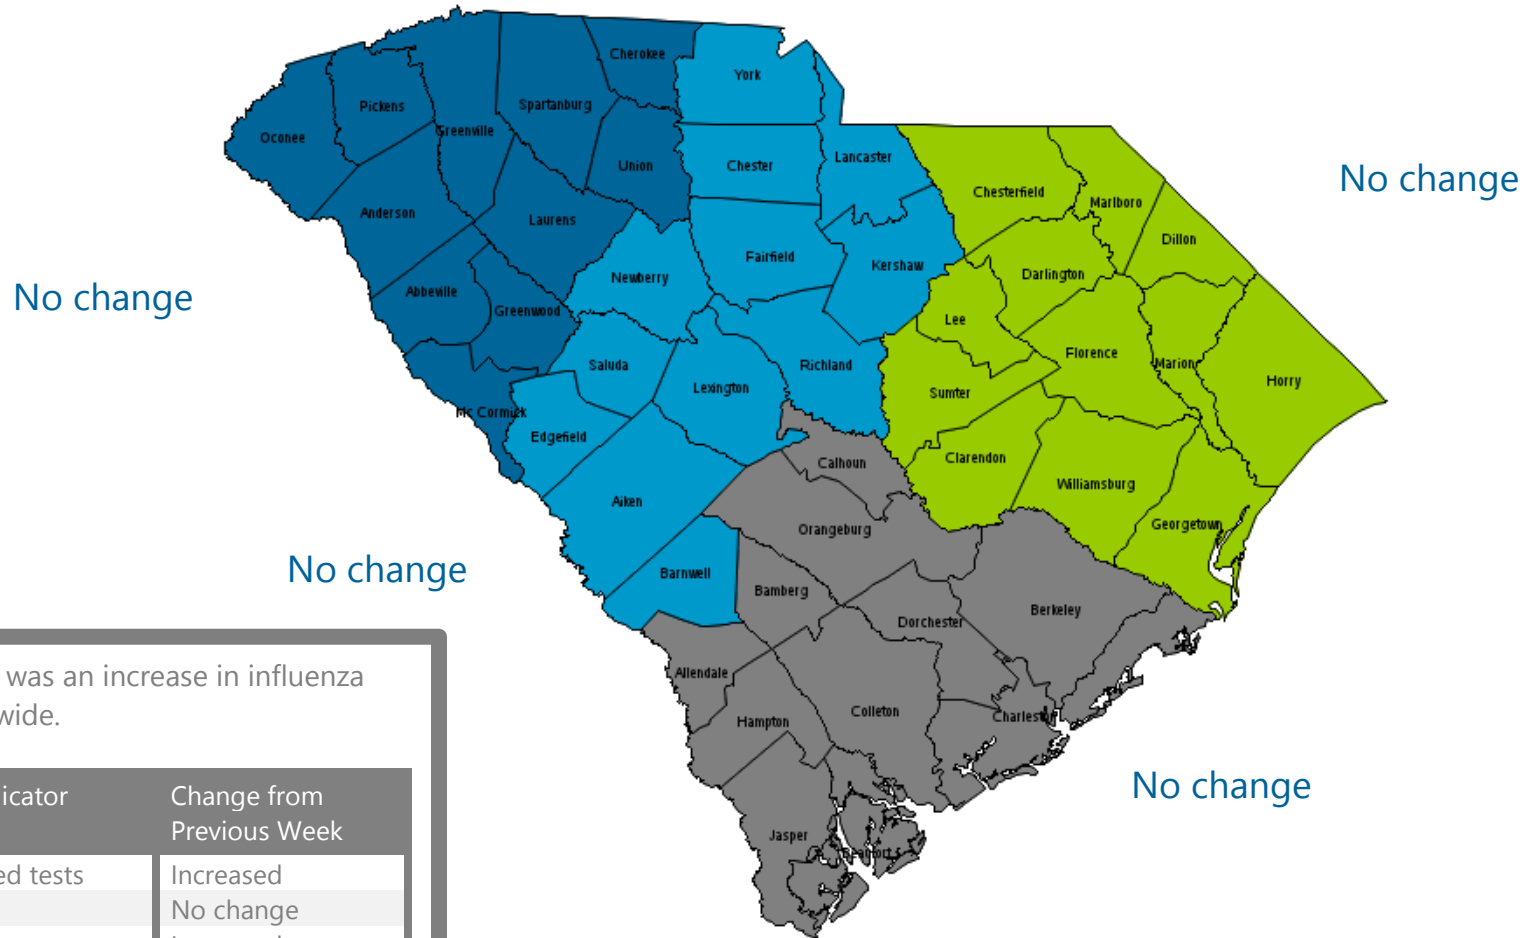 Cherokee
York
Pickens
Spartanburg
Greenville
Oconee
Union
Chester
Lancaster
No change
Chesterfield
Marlboro
Anderson
Laurens
Dillon
Fairfield
Kershaw
Newberry
Darlington
No change
Abbeville
Greenwood
Lee
Florence
Saluda
Richland
Marion
Lexington
Horry
Sumter
Mc Cormick
Edgefield
Calhoun
Clarendon
Williamsburg
Aiken
Orangeburg
Georgetown
No change
Barnwell
Bamberg
Berkeley
Dorchester
Allendale
was an increase in influenza
wide.
Colleton
Hampton
Charleston
No change
icator
Change from
Previous Week
Jasper
Beaufort
ed tests
Increased
No change